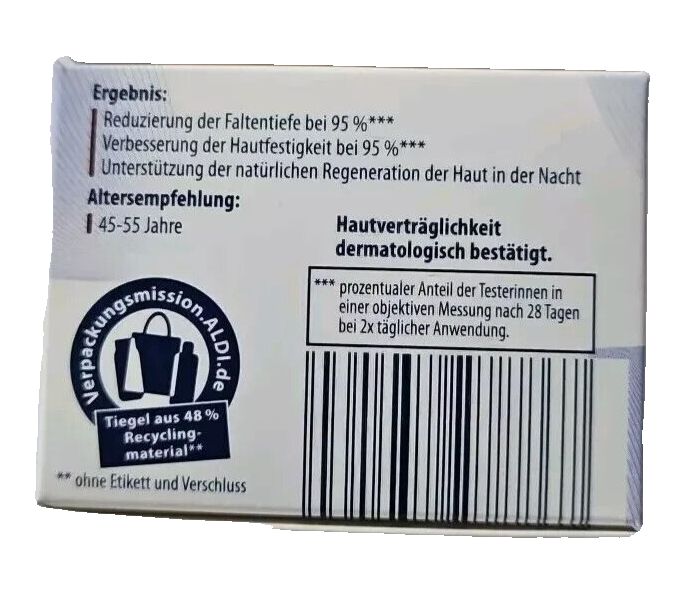 Ergebnis:
Reduzierung der Faltentiefe bei 95 %***
Verbesserung der Hautfestigkeit bei 95 %***
Unterstützung der natürlichen Regeneration der Haut in der Nacht
Altersempfehlung:
45-55 Jahre
Hautverträglichkeit
dermatologisch bestätigt.
*** prozentualer Anteil der Testerinnen in
einer objektiven Messung nach 28 Tagen
bei 2x täglicher Anwendung.
Verpackungsmission.ALDI.de
Tiegel aus 48 %
Recycling-
material**
** ohne Etikett und Verschluss